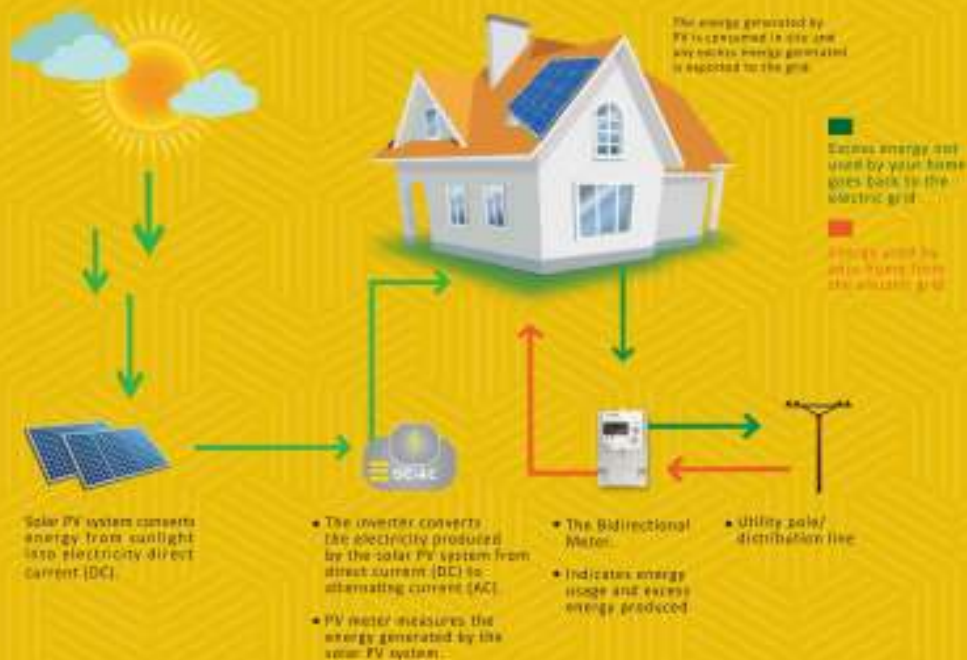 The energy generated by
PV is consumed in situ and
any excess energy generated
is exported to the grid
Excess energy not
used by your home
goes back to the
electric grid
Energy used by
your home from
the electric grid
DC/AC
Solar PV system converts
energy from sunlight
into electricity direct
current (DC).
• The inverter converts
the electricity produced
by the solar PV system from
direct current (DC) to
alternating current (AC).
• PV meter measures the
energy generated by the
solar PV system.
• The Bidirectional
Meter.
• Indicates energy
usage and excess
energy produced
• Utility pole/
distribution line